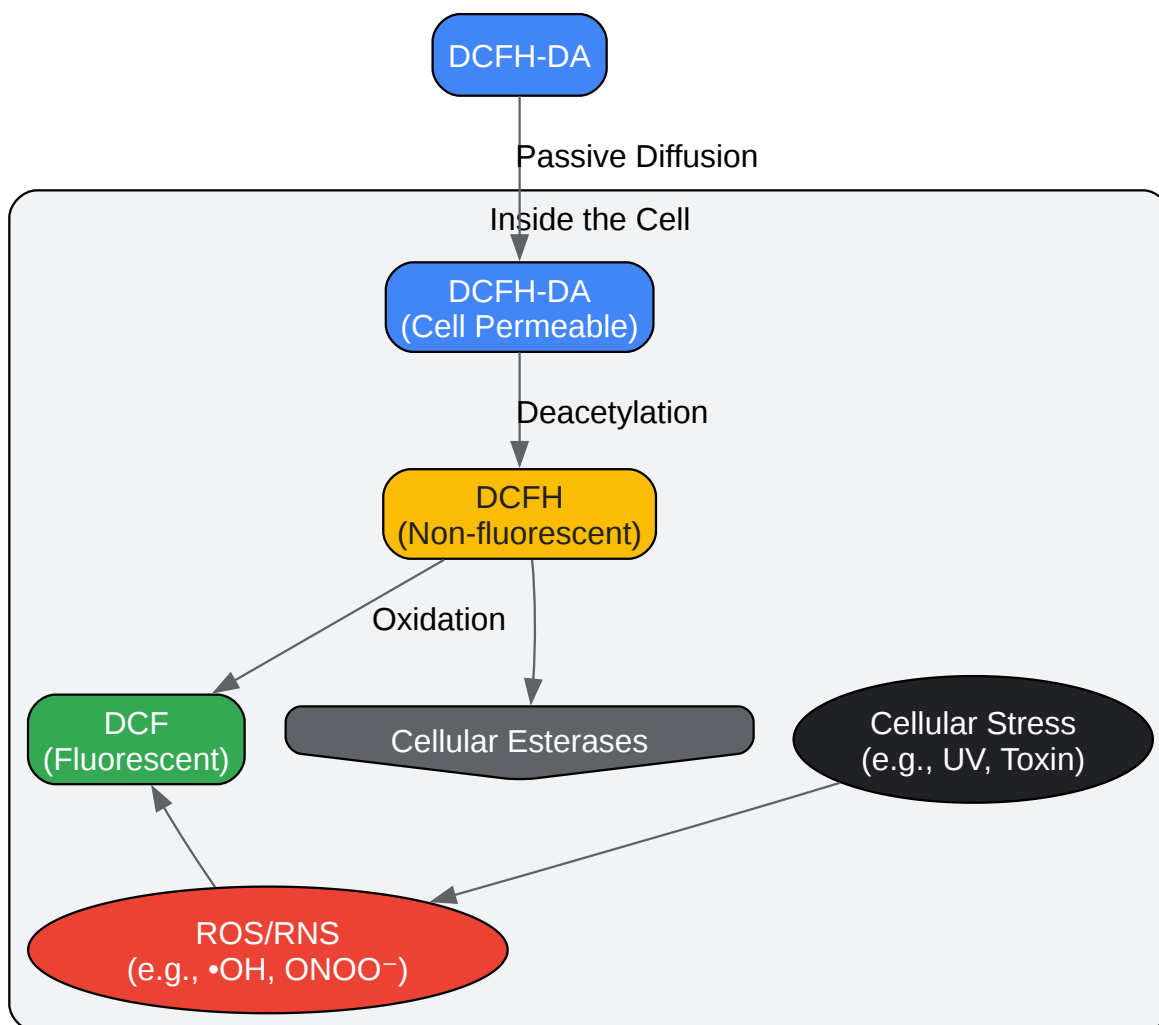 DCFH-DA
Passive Diffusion
Inside the Cell
DCFH-DA
(Cell Permeable)
Deacetylation
DCFH
(Non-fluorescent)
Oxidation
DCF
(Fluorescent)
Cellular Esterases
Cellular Stress
(e.g., UV, Toxin)
ROS/RNS
(e.g., •OH, ONOO⁻)